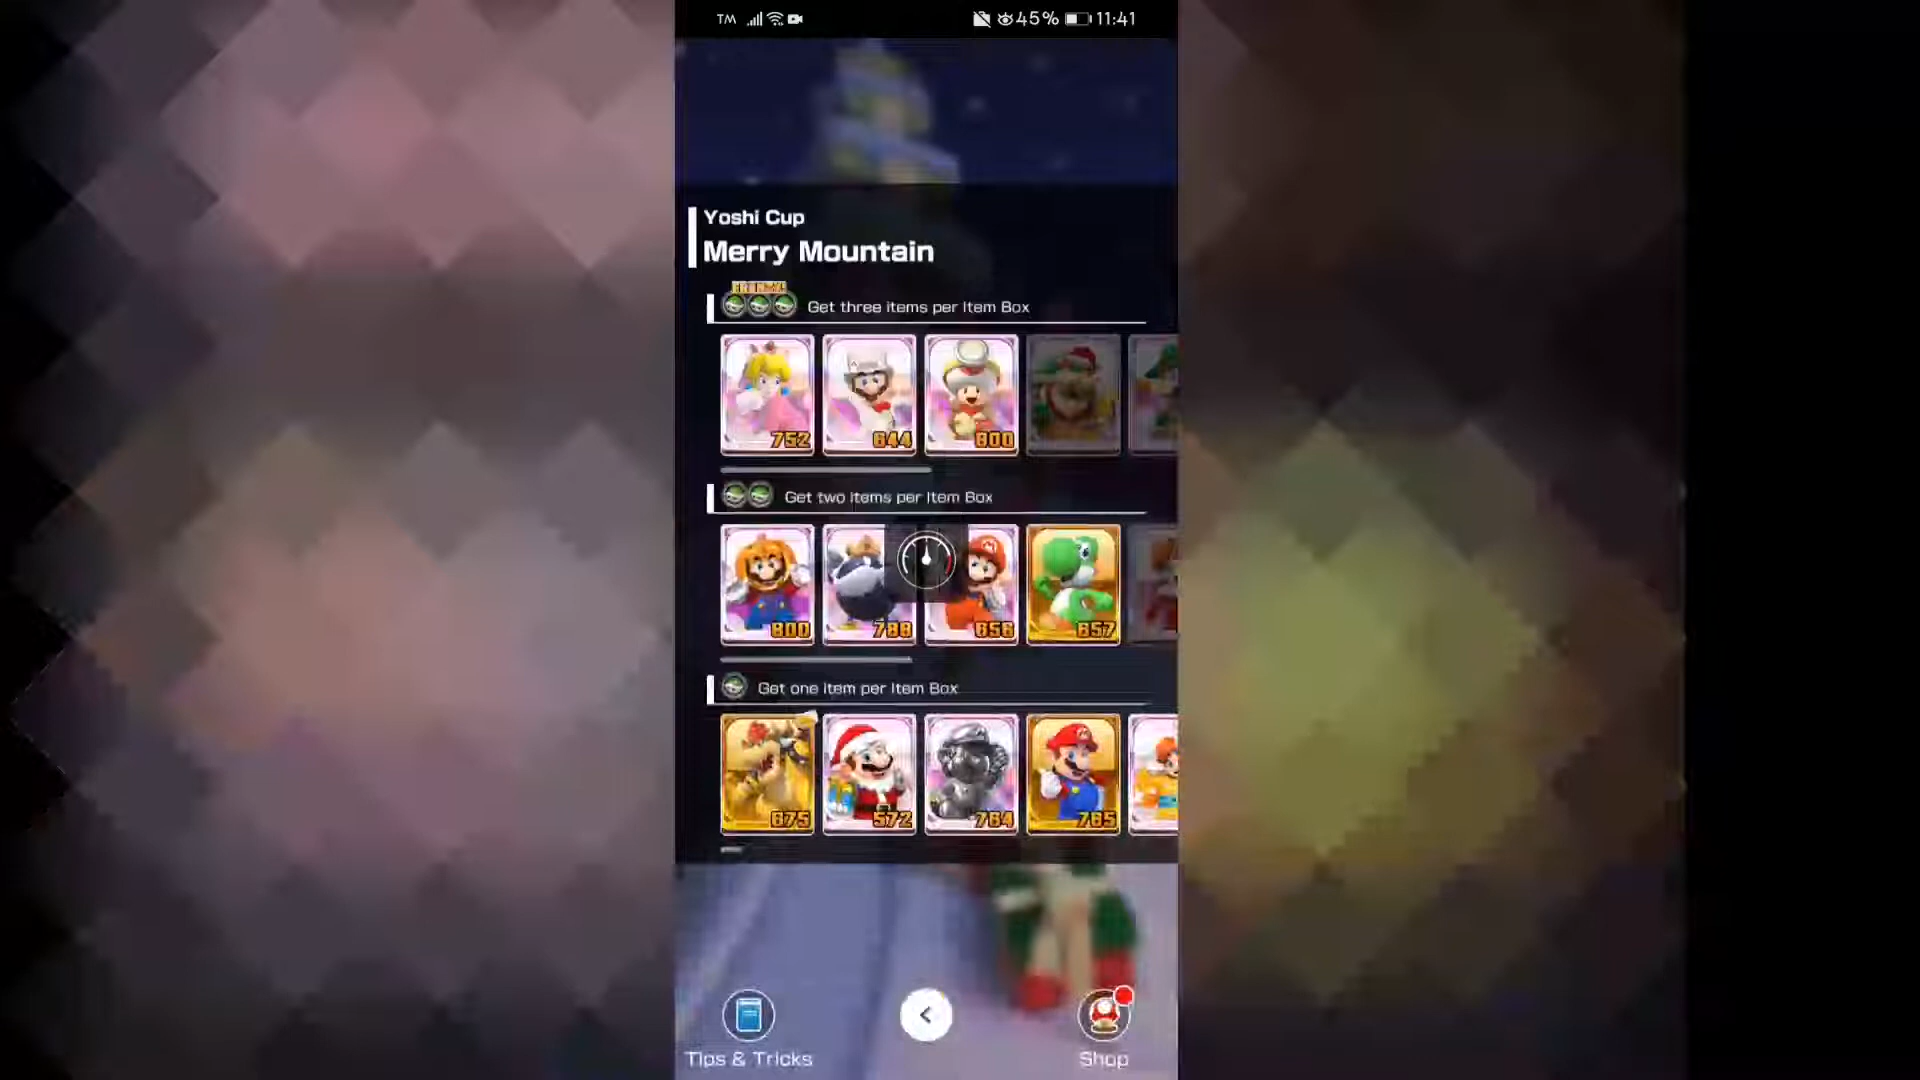 TM 45% 11:41
Yoshi Cup
Merry Mountain
Get three items per Item Box
752 644 800
Get two items per Item Box
800 788 656 657
Get one item per Item Box
675 572 764 765
Tips & Tricks
Shop